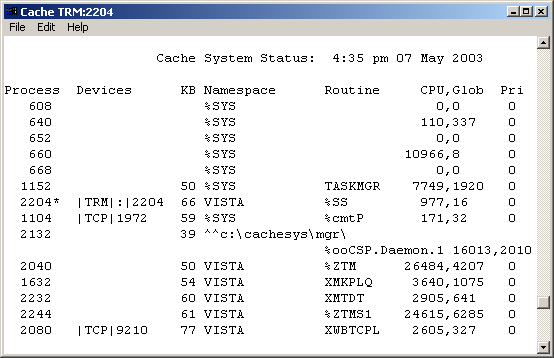 Cache TRM:2204
File Edit Help
Cache System Status: 4:35 pm 07 May 2003
Process Devices KB Namespace Routine CPU,Glob Pri
608 %SYS 0,0 0
640 %SYS 110,337 0
652 %SYS 0,0 0
660 %SYS 10966,8 0
668 %SYS 0,0 0
1152 50 %SYS TASKMGR 7749,1920 0
2204* |TRM|:|2204 66 VISTA %SS 977,16 0
1104 |TCP|1972 59 %SYS %cmtP 171,32 0
2132 39 ^^c:\cachesys\mgr\
%ooCSP.Daemon.1 16013,2010
2040 50 VISTA %ZTM 26484,4207 0
1632 54 VISTA XMKPLQ 3640,1075 0
2232 60 VISTA XMTDT 2905,641 0
2244 61 VISTA %ZTMS1 24615,6285 0
2080 |TCP|9210 77 VISTA XWBTCPL 2605,327 0